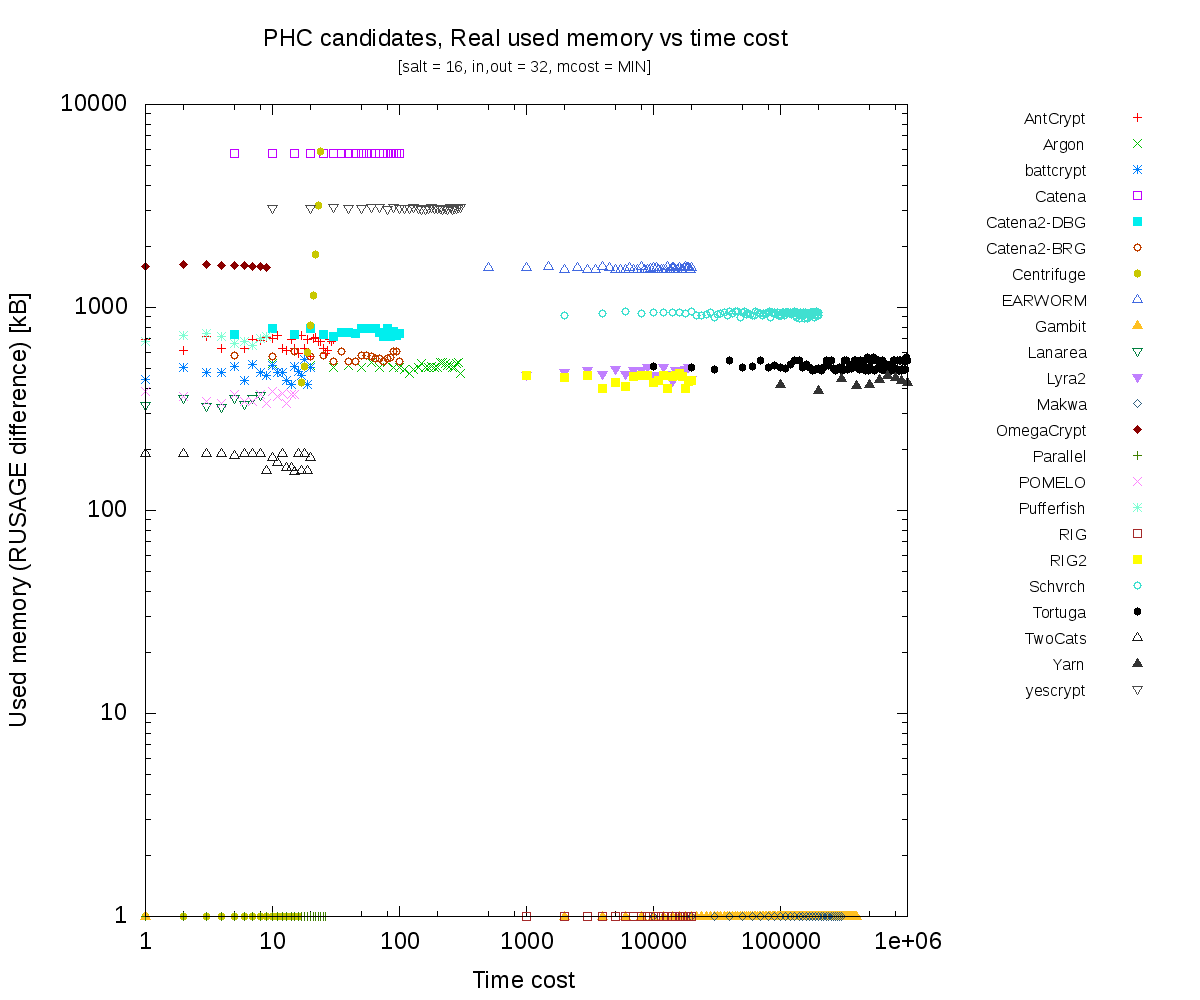 PHC candidates, Real used memory vs time cost
[salt = 16, in,out = 32, mcost = MIN]
Used memory (RUSAGE difference) [kB]
10000
1000
100
10
1
1
10
100
1000
10000
100000
1e+06
Time cost
AntCrypt
Argon
battcrypt
Catena
Catena2-DBG
Catena2-BRG
Centrifuge
EARWORM
Gambit
Lanarea
Lyra2
Makwa
OmegaCrypt
Parallel
POMELO
Pufferfish
RIG
RIG2
Schvrch
Tortuga
TwoCats
Yarn
yescrypt